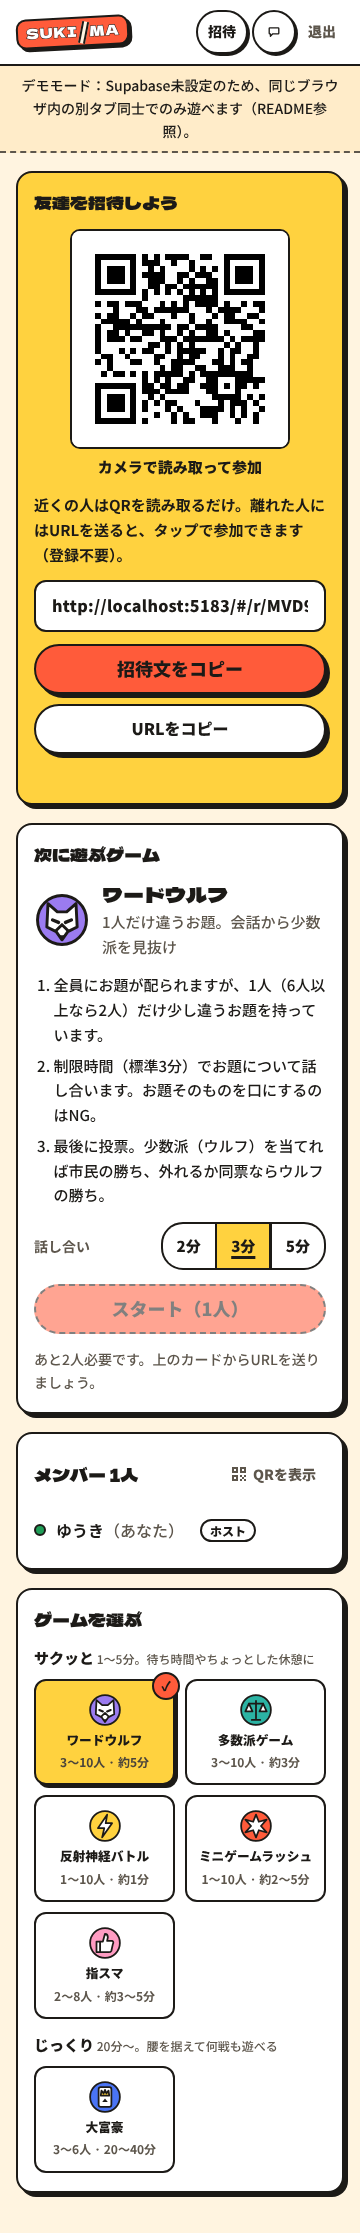 SUKI//MA
招待
退出
デモモード：Supabase未設定のため、同じブラウ
ザ内の別タブ同士でのみ遊べます（README参
照）。
友達を招待しよう
カメラで読み取って参加
近くの人はQRを読み取るだけ。離れた人に
はURLを送ると、タップで参加できます
（登録不要）。
http://localhost:5183/#/r/MVD9
招待文をコピー
URLをコピー
次に遊ぶゲーム
ワードウルフ
1人だけ違うお題。会話から少数
派を見抜け
1. 全員にお題が配られますが、1人（6人以
上なら2人）だけ少し違うお題を持って
います。
2. 制限時間（標準3分）でお題について話
し合います。お題そのものを口にするの
はNG。
3. 最後に投票。少数派（ウルフ）を当てれ
ば市民の勝ち、外れるか同票ならウルフ
の勝ち。
話し合い
2分 3分 5分
スタート（1人）
あと2人必要です。上のカードからURLを送り
ましょう。
メンバー 1人
QRを表示
ゆうき（あなた）
ホスト
ゲームを選ぶ
サクッと 1〜5分。待ち時間やちょっとした休憩に
ワードウルフ
3〜10人・約5分
多数派ゲーム
3〜10人・約3分
反射神経バトル
1〜10人・約1分
ミニゲームラッシュ
1〜10人・約2〜5分
指スマ
2〜8人・約3〜5分
じっくり 20分〜。腰を据えて何戦も遊べる
大富豪
3〜6人・20〜40分